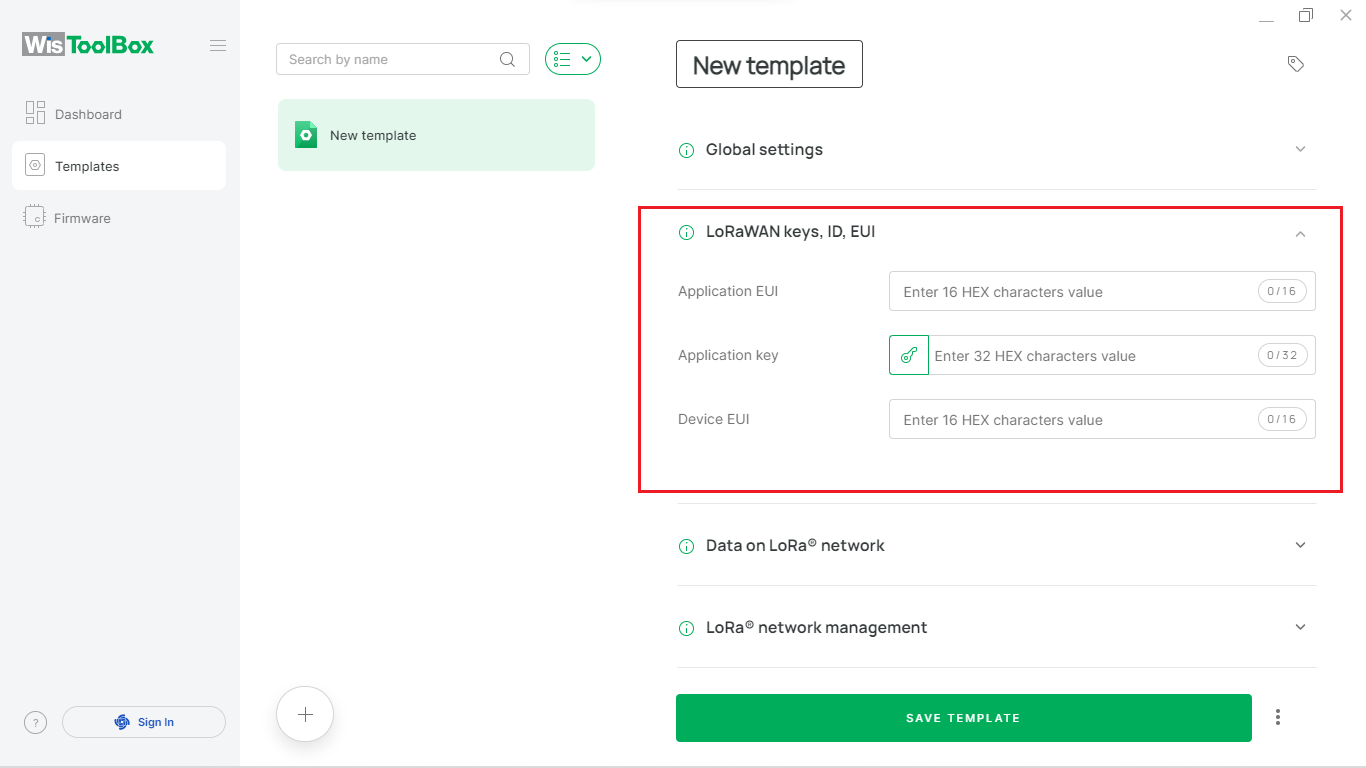 WisToolBox
Dashboard
Templates
Firmware
Sign In
Search by name
New template
New template
Global settings
LoRaWAN keys, ID, EUI
Application EUI
Enter 16 HEX characters value
0/16
Application key
Enter 32 HEX characters value
0/32
Device EUI
Enter 16 HEX characters value
0/16
Data on LoRa® network
LoRa® network management
SAVE TEMPLATE